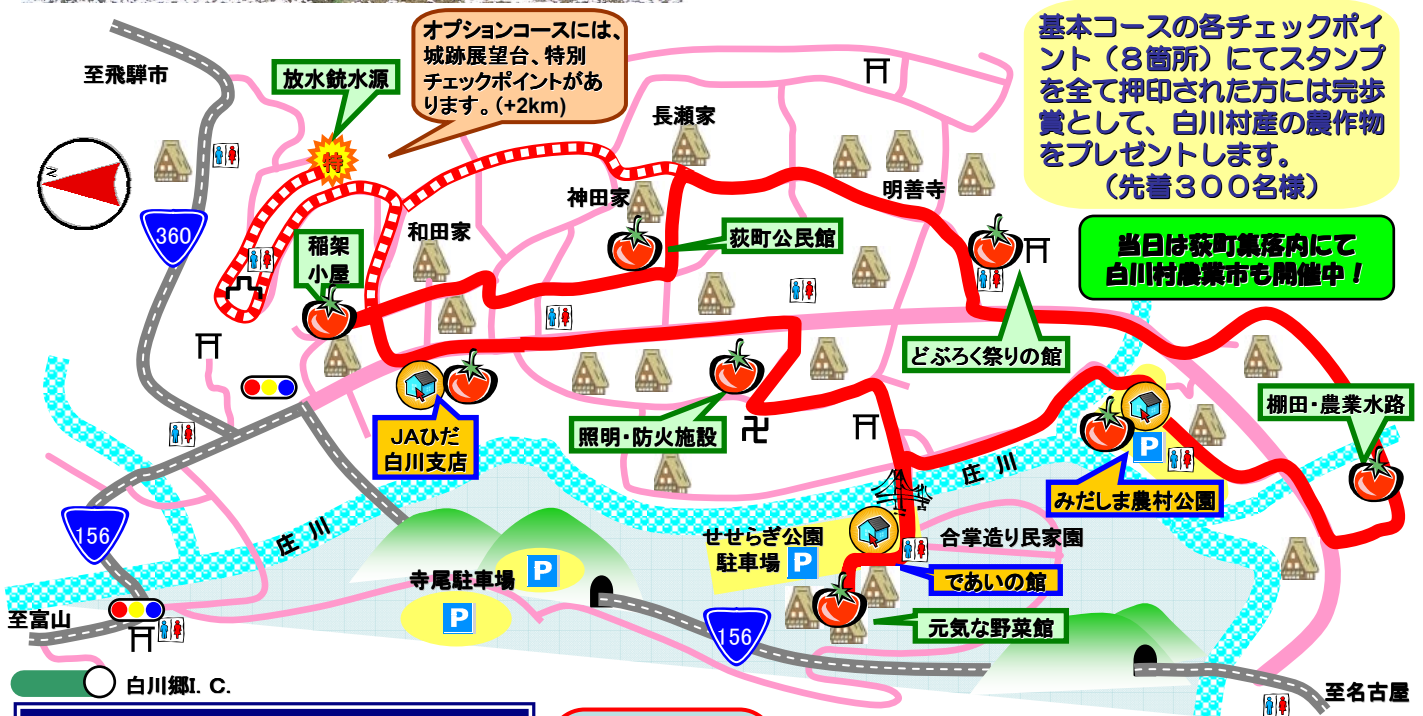 至飛騨市
放水銃水源
オプションコースには、
城跡展望台、特別
チェックポイントがあ
ります。(+2km)
基本コースの各チェックポイ
ント（８箇所）にてスタンプ
を全て押印された方には完歩
賞として、白川村産の農作物
をプレゼントします。
（先着３００名様）
当日は荻町集落内にて
白川村農業市も開催中！
N
特
長瀬家
神田家
明善寺
和田家
荻町公民館
360
稲架
小屋
どぶろく祭りの館
JAひだ
白川支店
照明・防火施設
棚田・農業水路
庄川
P
みだしま農村公園
156
庄川
せせらぎ公園
駐車場 P
合掌造り民家園
であいの館
寺尾駐車場
P
P
元気な野菜館
156
至富山
白川郷I. C.
至名古屋